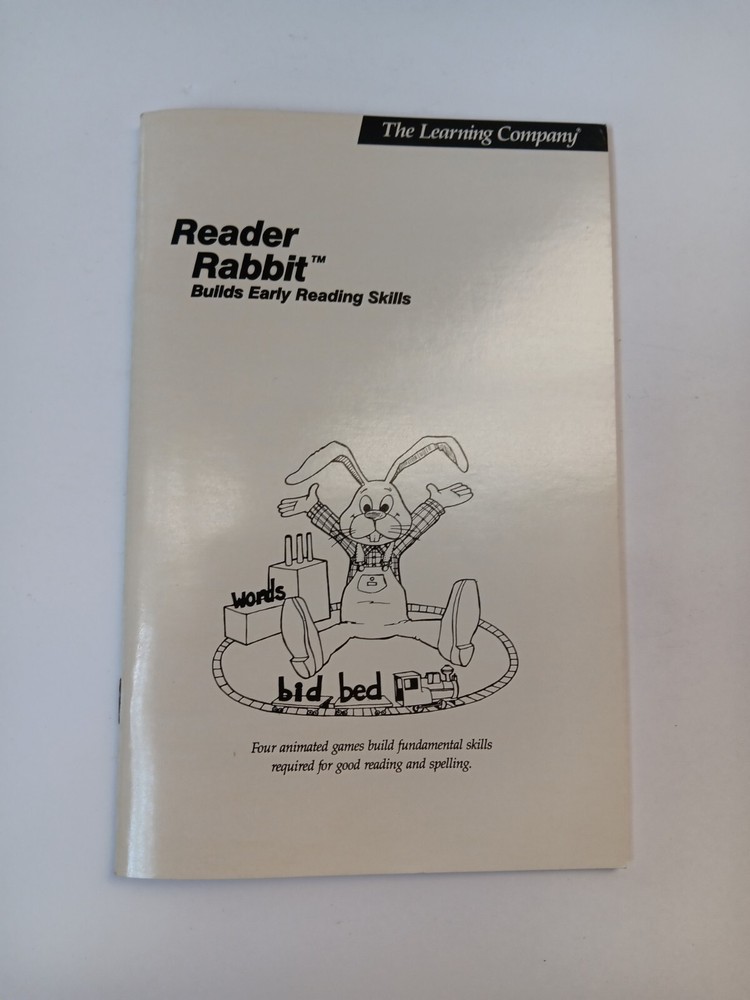 The Learning Company®
Reader
Rabbit™
Builds Early Reading Skills
words
bid bed
Four animated games build fundamental skills
required for good reading and spelling.